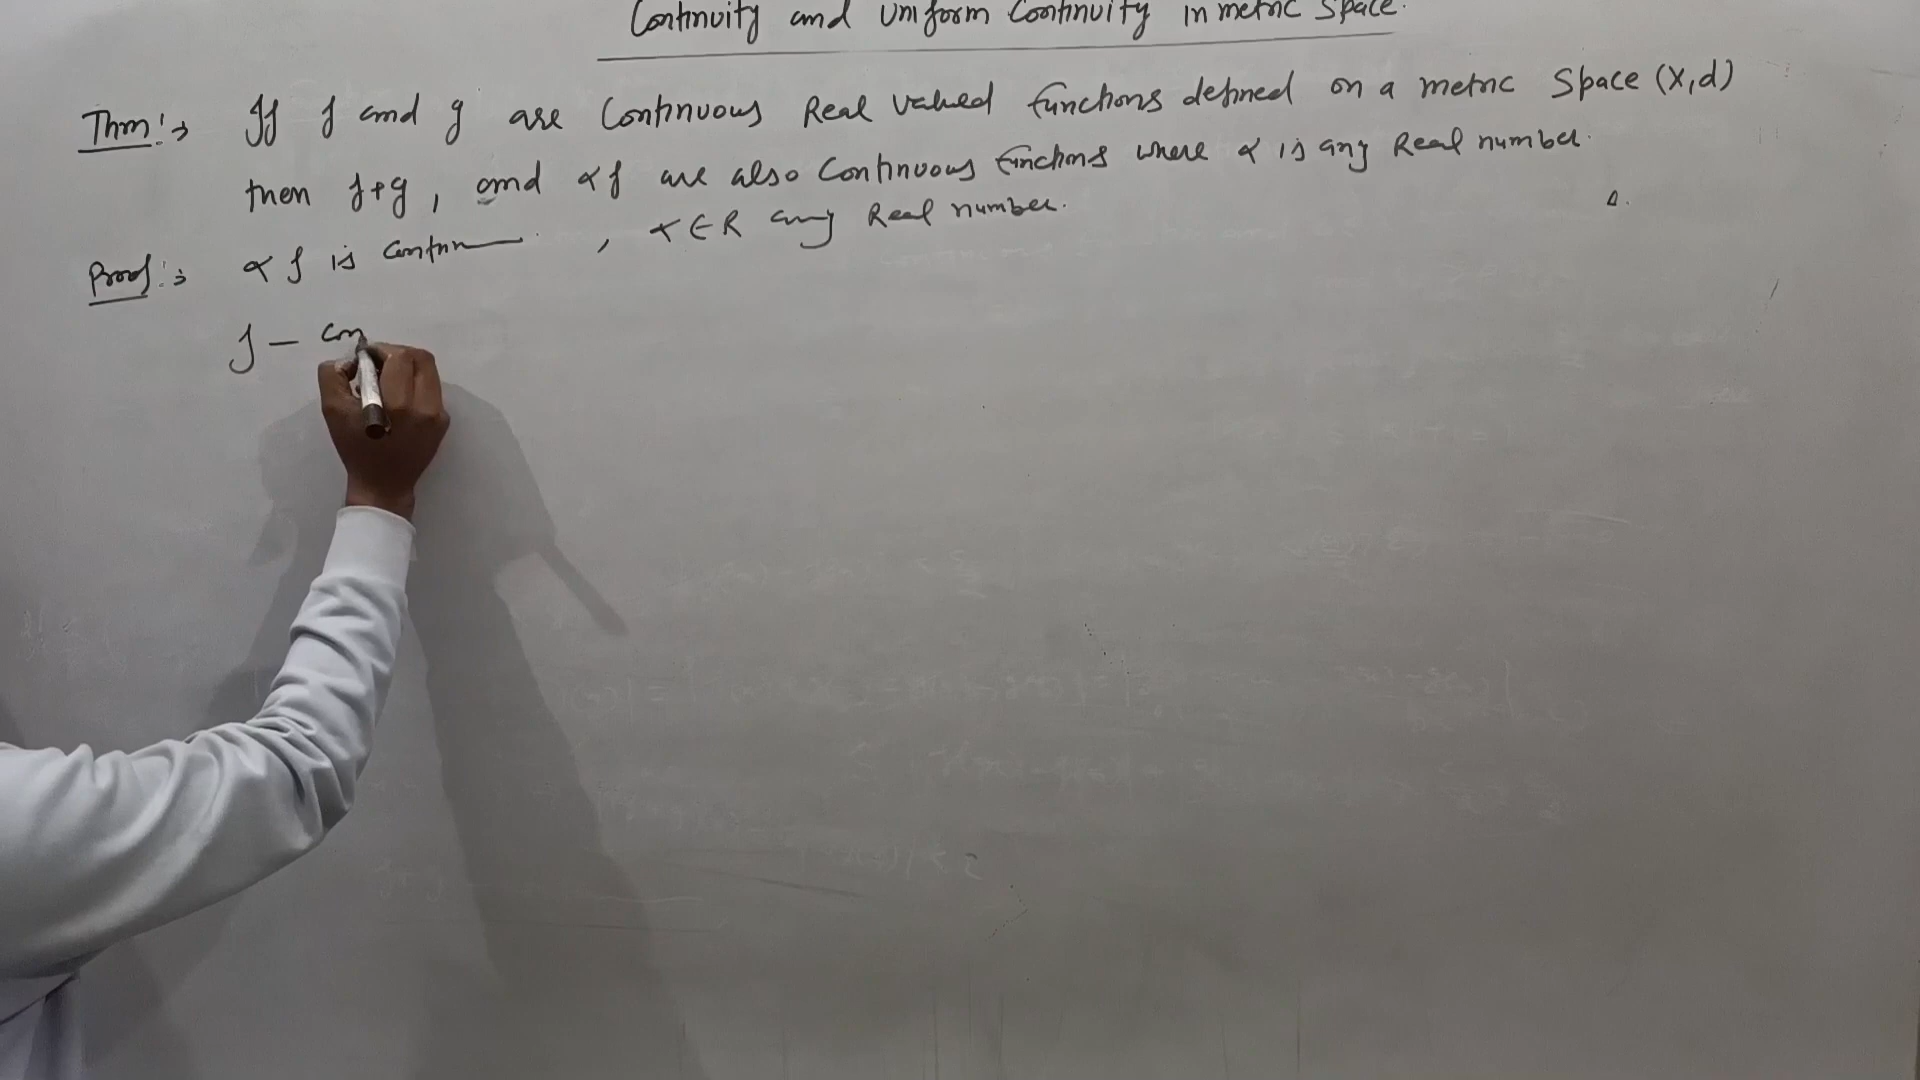 Continuity and Uniform Continuity in metric Space.
Thm:→ If f and g are Continuous Real valued functions defined on a metric Space (X,d)
then f+g, and αf are also Continuous functions where α is any Real number.
Proof:→ α f is contin , α ∈ R any Real number.
f – con